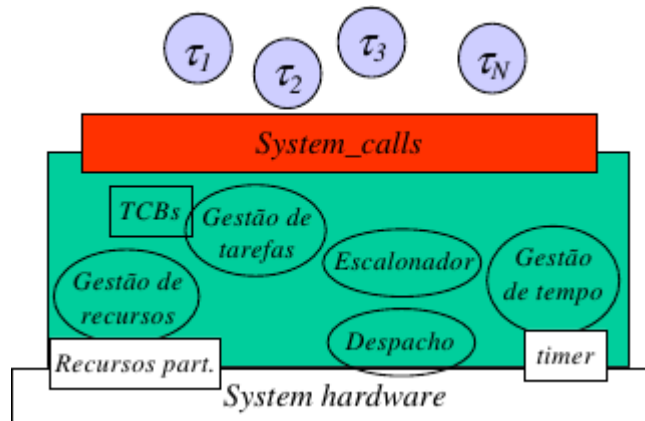 τ1
τ2
τ3
τN
System_calls
TCBs
Gestão de
tarefas
Escalonador
Gestão
de tempo
Gestão de
recursos
Despacho
Recursos part.
timer
System hardware